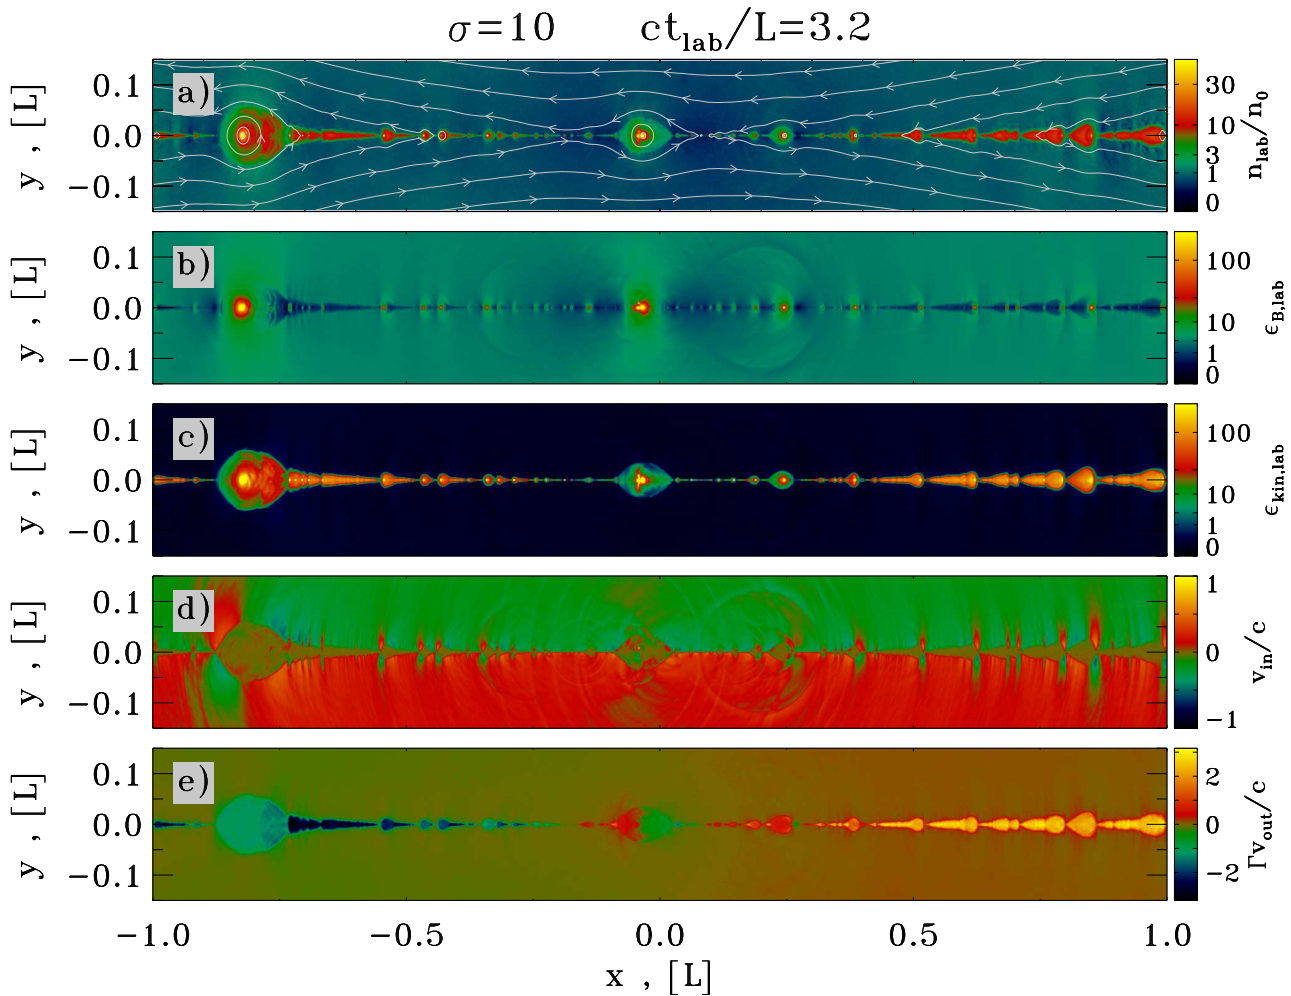 σ=10 ct_lab/L=3.2
a)
y , [L]
0.1
0.0
−0.1
30
10
3
1
0
n_lab/n_0
b)
y , [L]
0.1
0.0
−0.1
100
10
1
0
ϵ_B,lab
c)
y , [L]
0.1
0.0
−0.1
100
10
1
0
ϵ_kin,lab
d)
y , [L]
0.1
0.0
−0.1
1
0
−1
v_in/c
e)
y , [L]
0.1
0.0
−0.1
2
0
−2
Γv_out/c
−1.0 −0.5 0.0 0.5 1.0
x , [L]